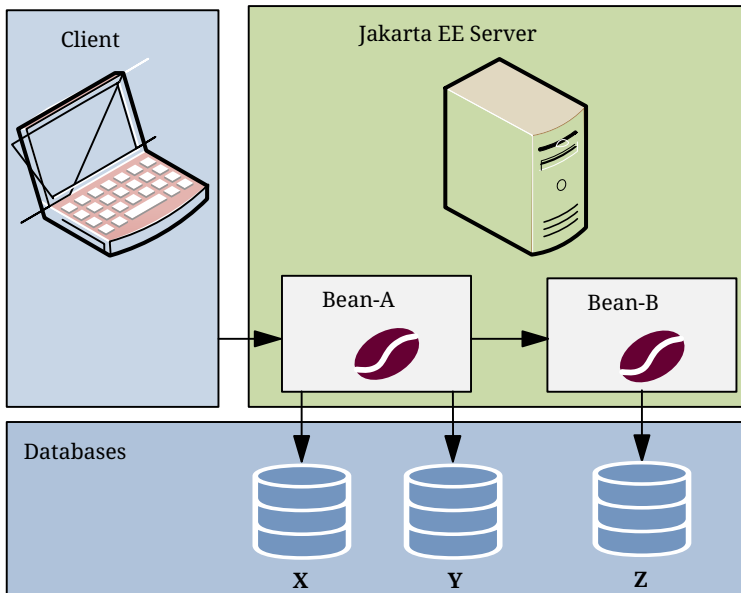 Client
Jakarta EE Server
Bean-A
Bean-B
Databases
X
Y
Z